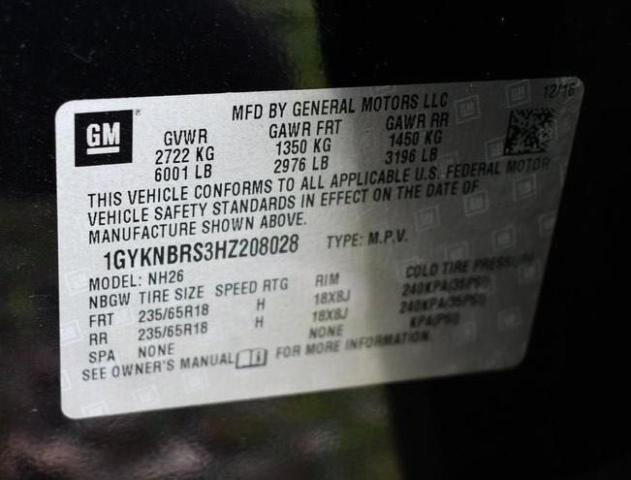 12/16
GM
MFD BY GENERAL MOTORS LLC
GVWR GAWR FRT GAWR RR
2722 KG 1350 KG 1450 KG
6001 LB 2976 LB 3196 LB
THIS VEHICLE CONFORMS TO ALL APPLICABLE U.S. FEDERAL MOTOR
VEHICLE SAFETY STANDARDS IN EFFECT ON THE DATE OF
MANUFACTURE SHOWN ABOVE.
1GYKNBRS3HZ208028 TYPE: M.P.V.
MODEL: NH26
NBGW TIRE SIZE SPEED RTG RIM COLD TIRE PRESSURE
FRT 235/65R18 H 18X8J 240KPA(35PSI)
RR 235/65R18 H 18X8J 240KPA(35PSI)
SPA NONE NONE KPA(PSI)
SEE OWNER'S MANUAL FOR MORE INFORMATION.